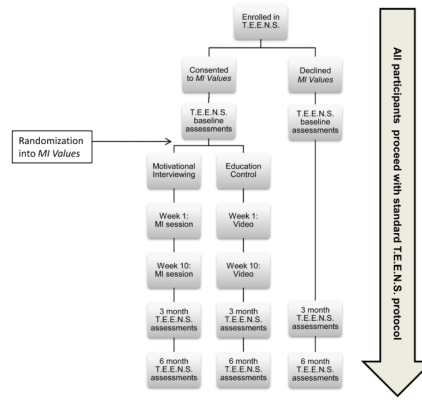 Enrolled in
T.E.E.N.S.
Consented
to MI Values
Declined
MI Values
T.E.E.N.S.
baseline
assessments
T.E.E.N.S.
baseline
assessments
Randomization
into MI Values
Motivational
Interviewing
Education
Control
Week 1:
MI session
Week 1:
Video
Week 10:
MI session
Week 10:
Video
3 month
T.E.E.N.S.
assessments
3 month
T.E.E.N.S.
assessments
3 month
T.E.E.N.S.
assessments
6 month
T.E.E.N.S.
assessments
6 month
T.E.E.N.S.
assessments
6 month
T.E.E.N.S.
assessments
All participants proceed with standard T.E.E.N.S. protocol